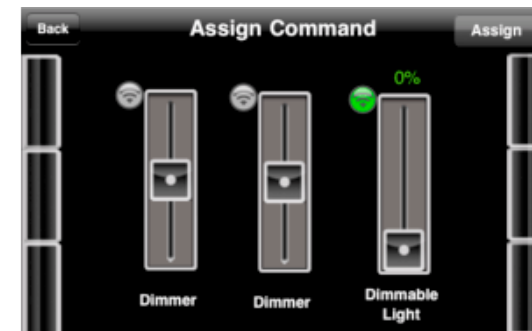 Back
Assign Command
Assign
0%
Dimmer
Dimmer
Dimmable
Light